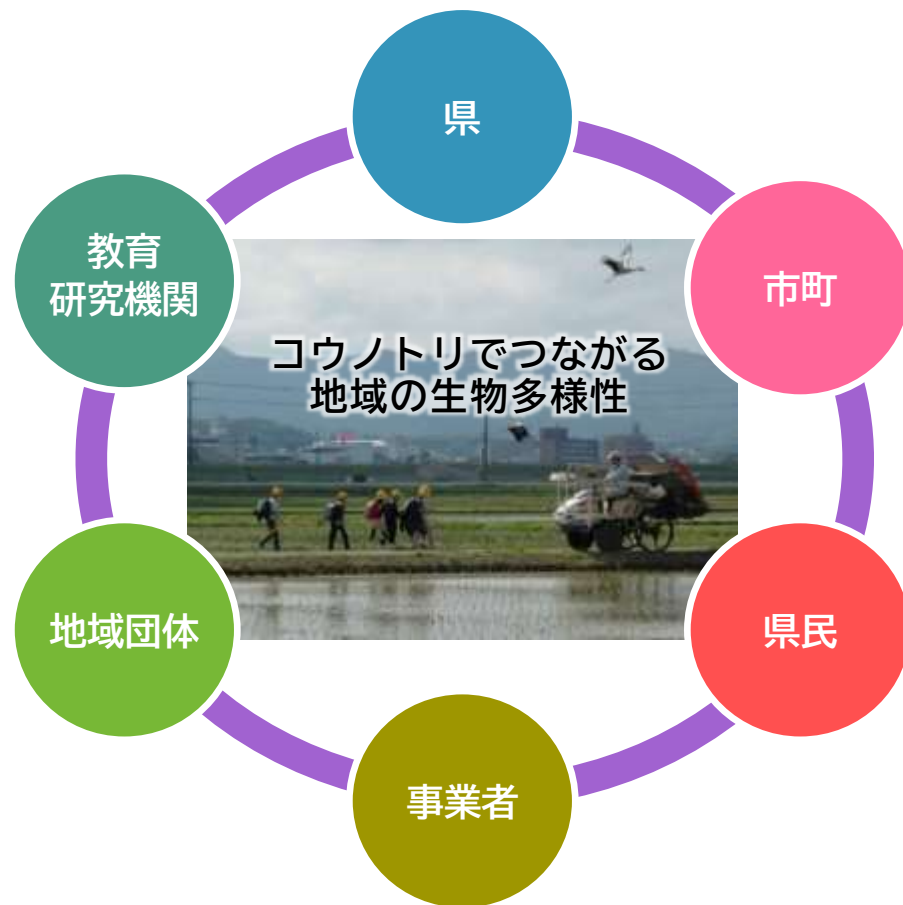 県
市町
県民
事業者
地域団体
教育
研究機関
コウノトリでつながる
地域の生物多様性